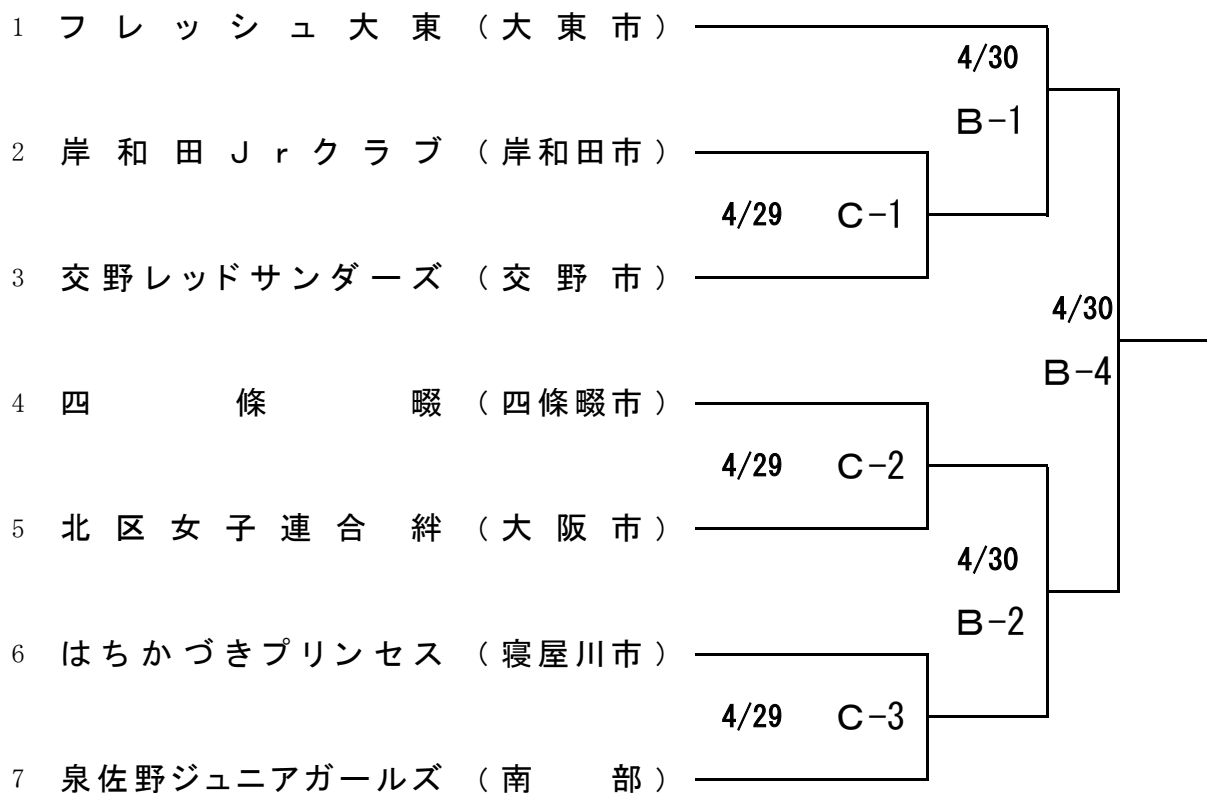 1 フレッシュ大東 (大東市)
4/30
B-1
2 岸和田Jrクラブ (岸和田市)
4/29 C-1
3 交野レッドサンダーズ (交野市)
4/30
B-4
4 四條畷 (四條畷市)
4/29 C-2
5 北区女子連合 絆 (大阪市)
4/30
B-2
6 はちかづきプリンセス (寝屋川市)
4/29 C-3
7 泉佐野ジュニアガールズ (南部)